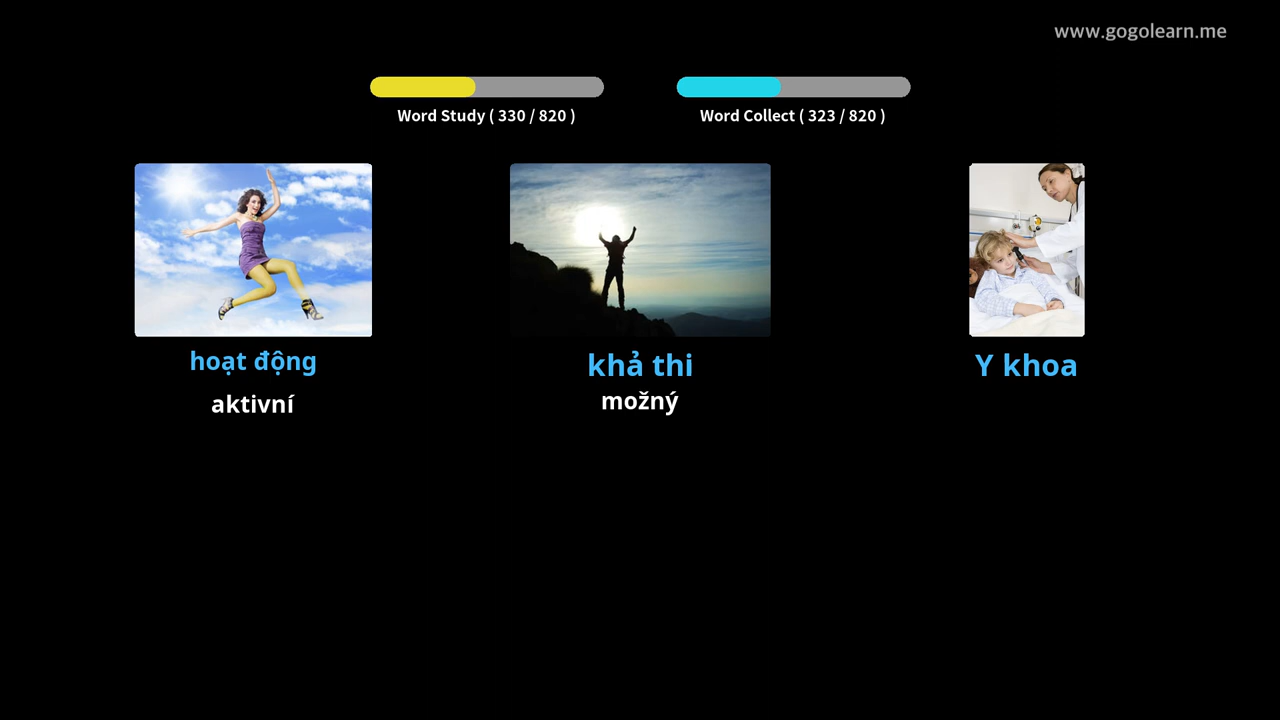 www.gogolearn.me
Word Study ( 330 / 820 )
Word Collect ( 323 / 820 )
hoạt động
aktivní
khả thi
možný
Y khoa